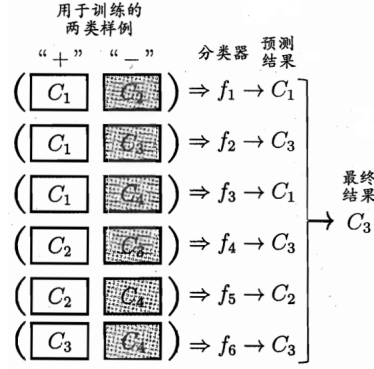 用于训练的
两类样例
“+” “−” 分类器 预测
结果
( C₁ C₂ ) ⇒ f₁ → C₁
( C₁ C₃ ) ⇒ f₂ → C₃
( C₁ C₄ ) ⇒ f₃ → C₁
( C₂ C₃ ) ⇒ f₄ → C₃
( C₂ C₄ ) ⇒ f₅ → C₂
( C₃ C₄ ) ⇒ f₆ → C₃
最终
结果
C₃